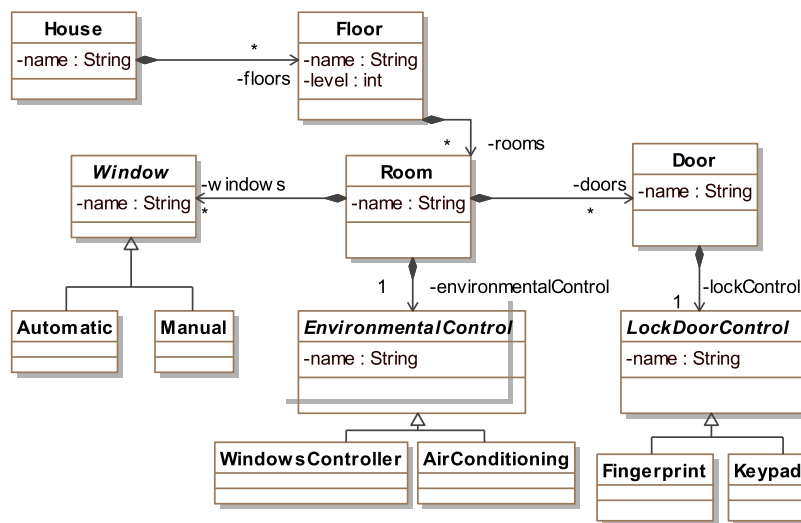 House
-name : String
*
-floors
Floor
-name : String
-level : int
*
-rooms
Window
-name : String
-windows
*
Room
-name : String
-doors
*
Door
-name : String
1
-environmentalControl
1
-lockControl
Automatic
Manual
EnvironmentalControl
-name : String
LockDoorControl
-name : String
WindowsController
AirConditioning
Fingerprint
Keypad